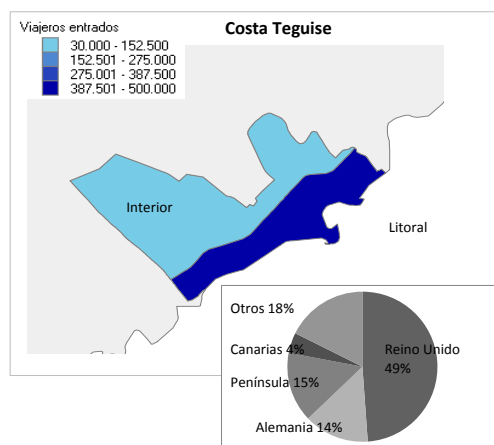 Costa Teguise
Viajeros entrados
30.000 - 152.500
152.501 - 275.000
275.001 - 387.500
387.501 - 500.000
Interior
Litoral
Otros 18%
Canarias 4%
Reino Unido
49%
Península 15%
Alemania 14%